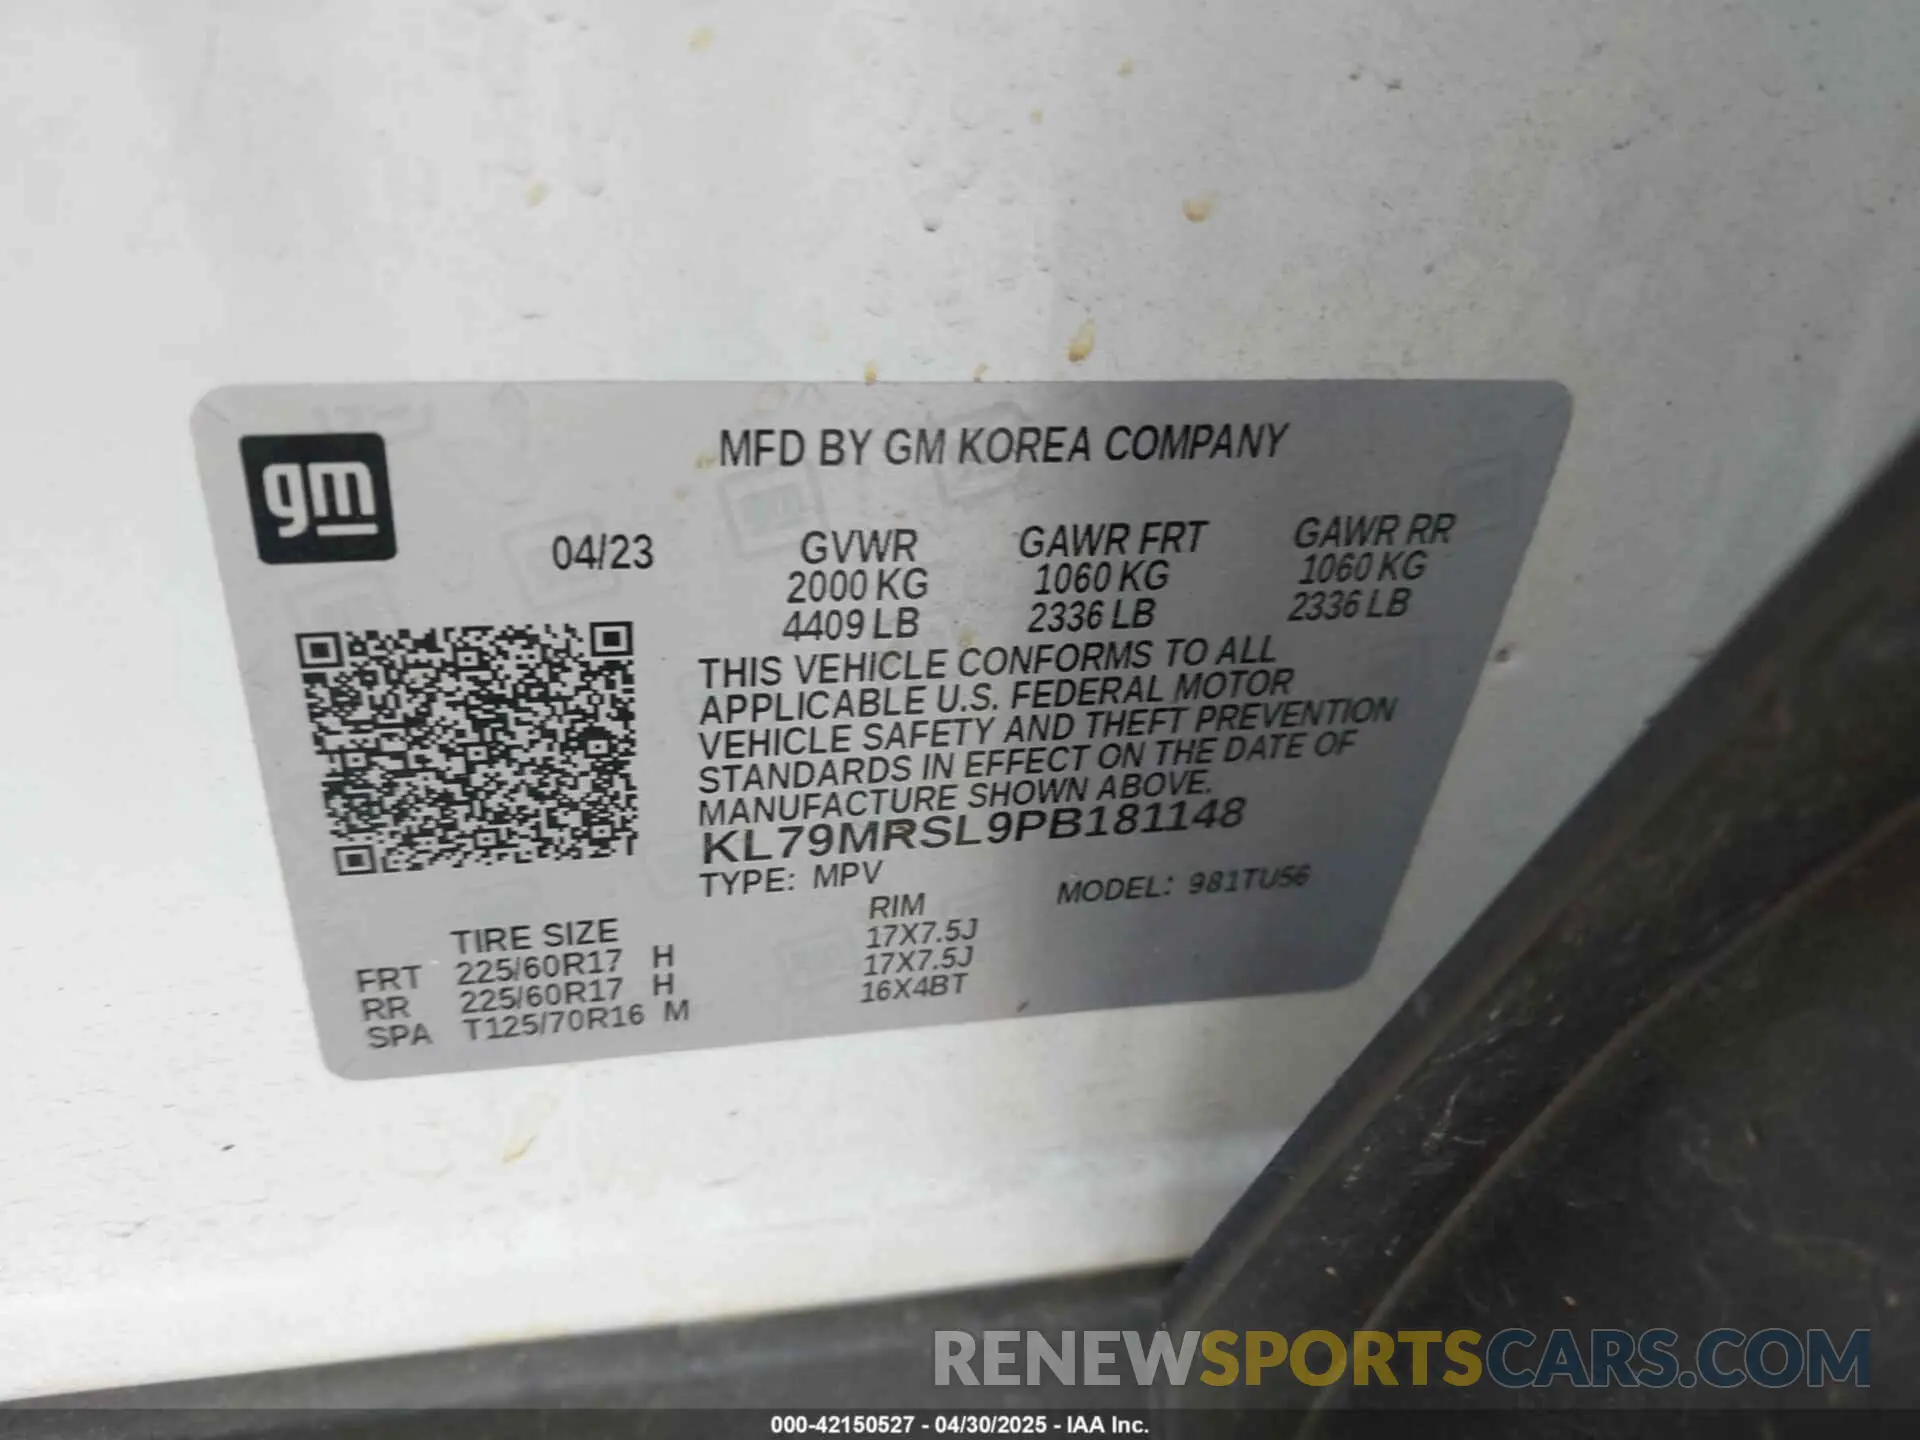 gm
MFD BY GM KOREA COMPANY
04/23 GVWR GAWR FRT GAWR RR
2000 KG 1060 KG 1060 KG
4409 LB 2336 LB 2336 LB
THIS VEHICLE CONFORMS TO ALL
APPLICABLE U.S. FEDERAL MOTOR
VEHICLE SAFETY AND THEFT PREVENTION
STANDARDS IN EFFECT ON THE DATE OF
MANUFACTURE SHOWN ABOVE.
KL79MRSL9PB181148
TYPE: MPV MODEL: 981TU56
TIRE SIZE RIM
FRT 225/60R17 H 17X7.5J
RR 225/60R17 H 17X7.5J
SPA T125/70R16 M 16X4BT
RENEWSPORTSCARS.COM
000-42150527 - 04/30/2025 - IAA Inc.